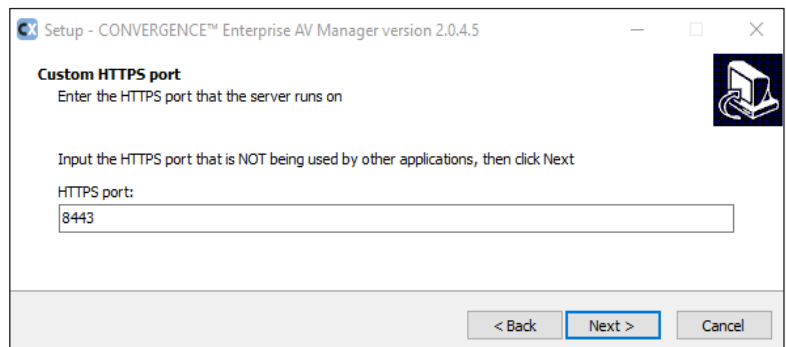 CX Setup - CONVERGENCE™ Enterprise AV Manager version 2.0.4.5
Custom HTTPS port
Enter the HTTPS port that the server runs on
Input the HTTPS port that is NOT being used by other applications, then click Next
HTTPS port:
8443
< Back Next > Cancel